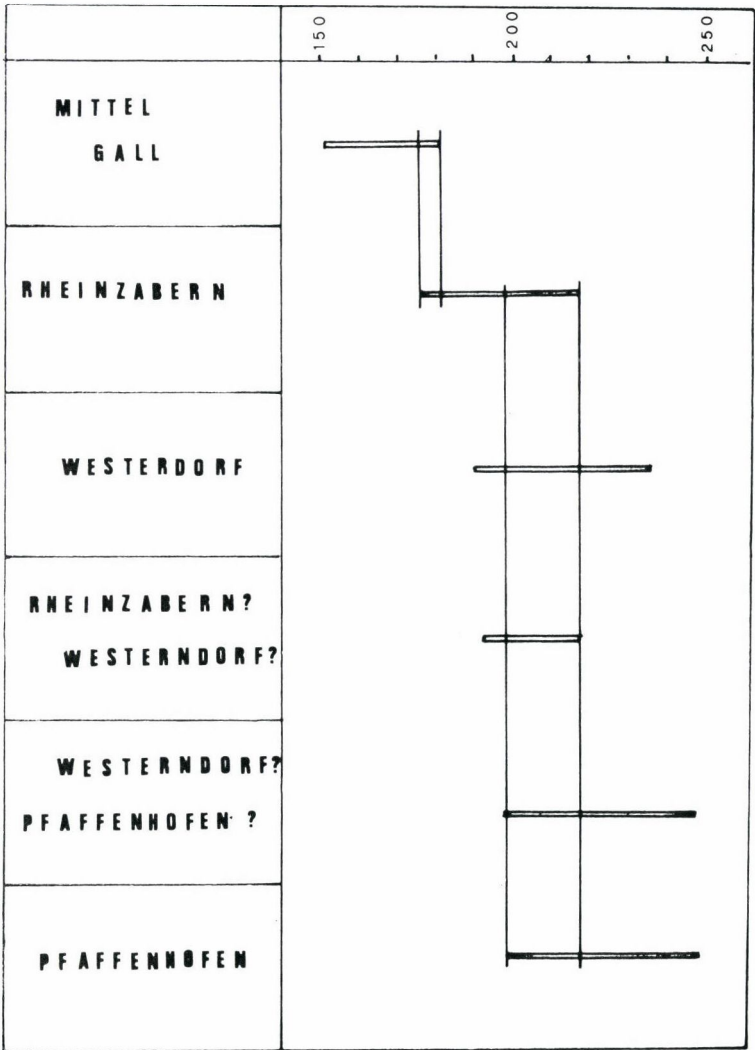 150
200
250
MITTEL
GALL
RHEINZABERN
WESTERDORF
RHEINZABERN?
WESTERNDORF?
WESTERNDORF?
PFAFFENHOFEN ?
PFAFFENHOFEN